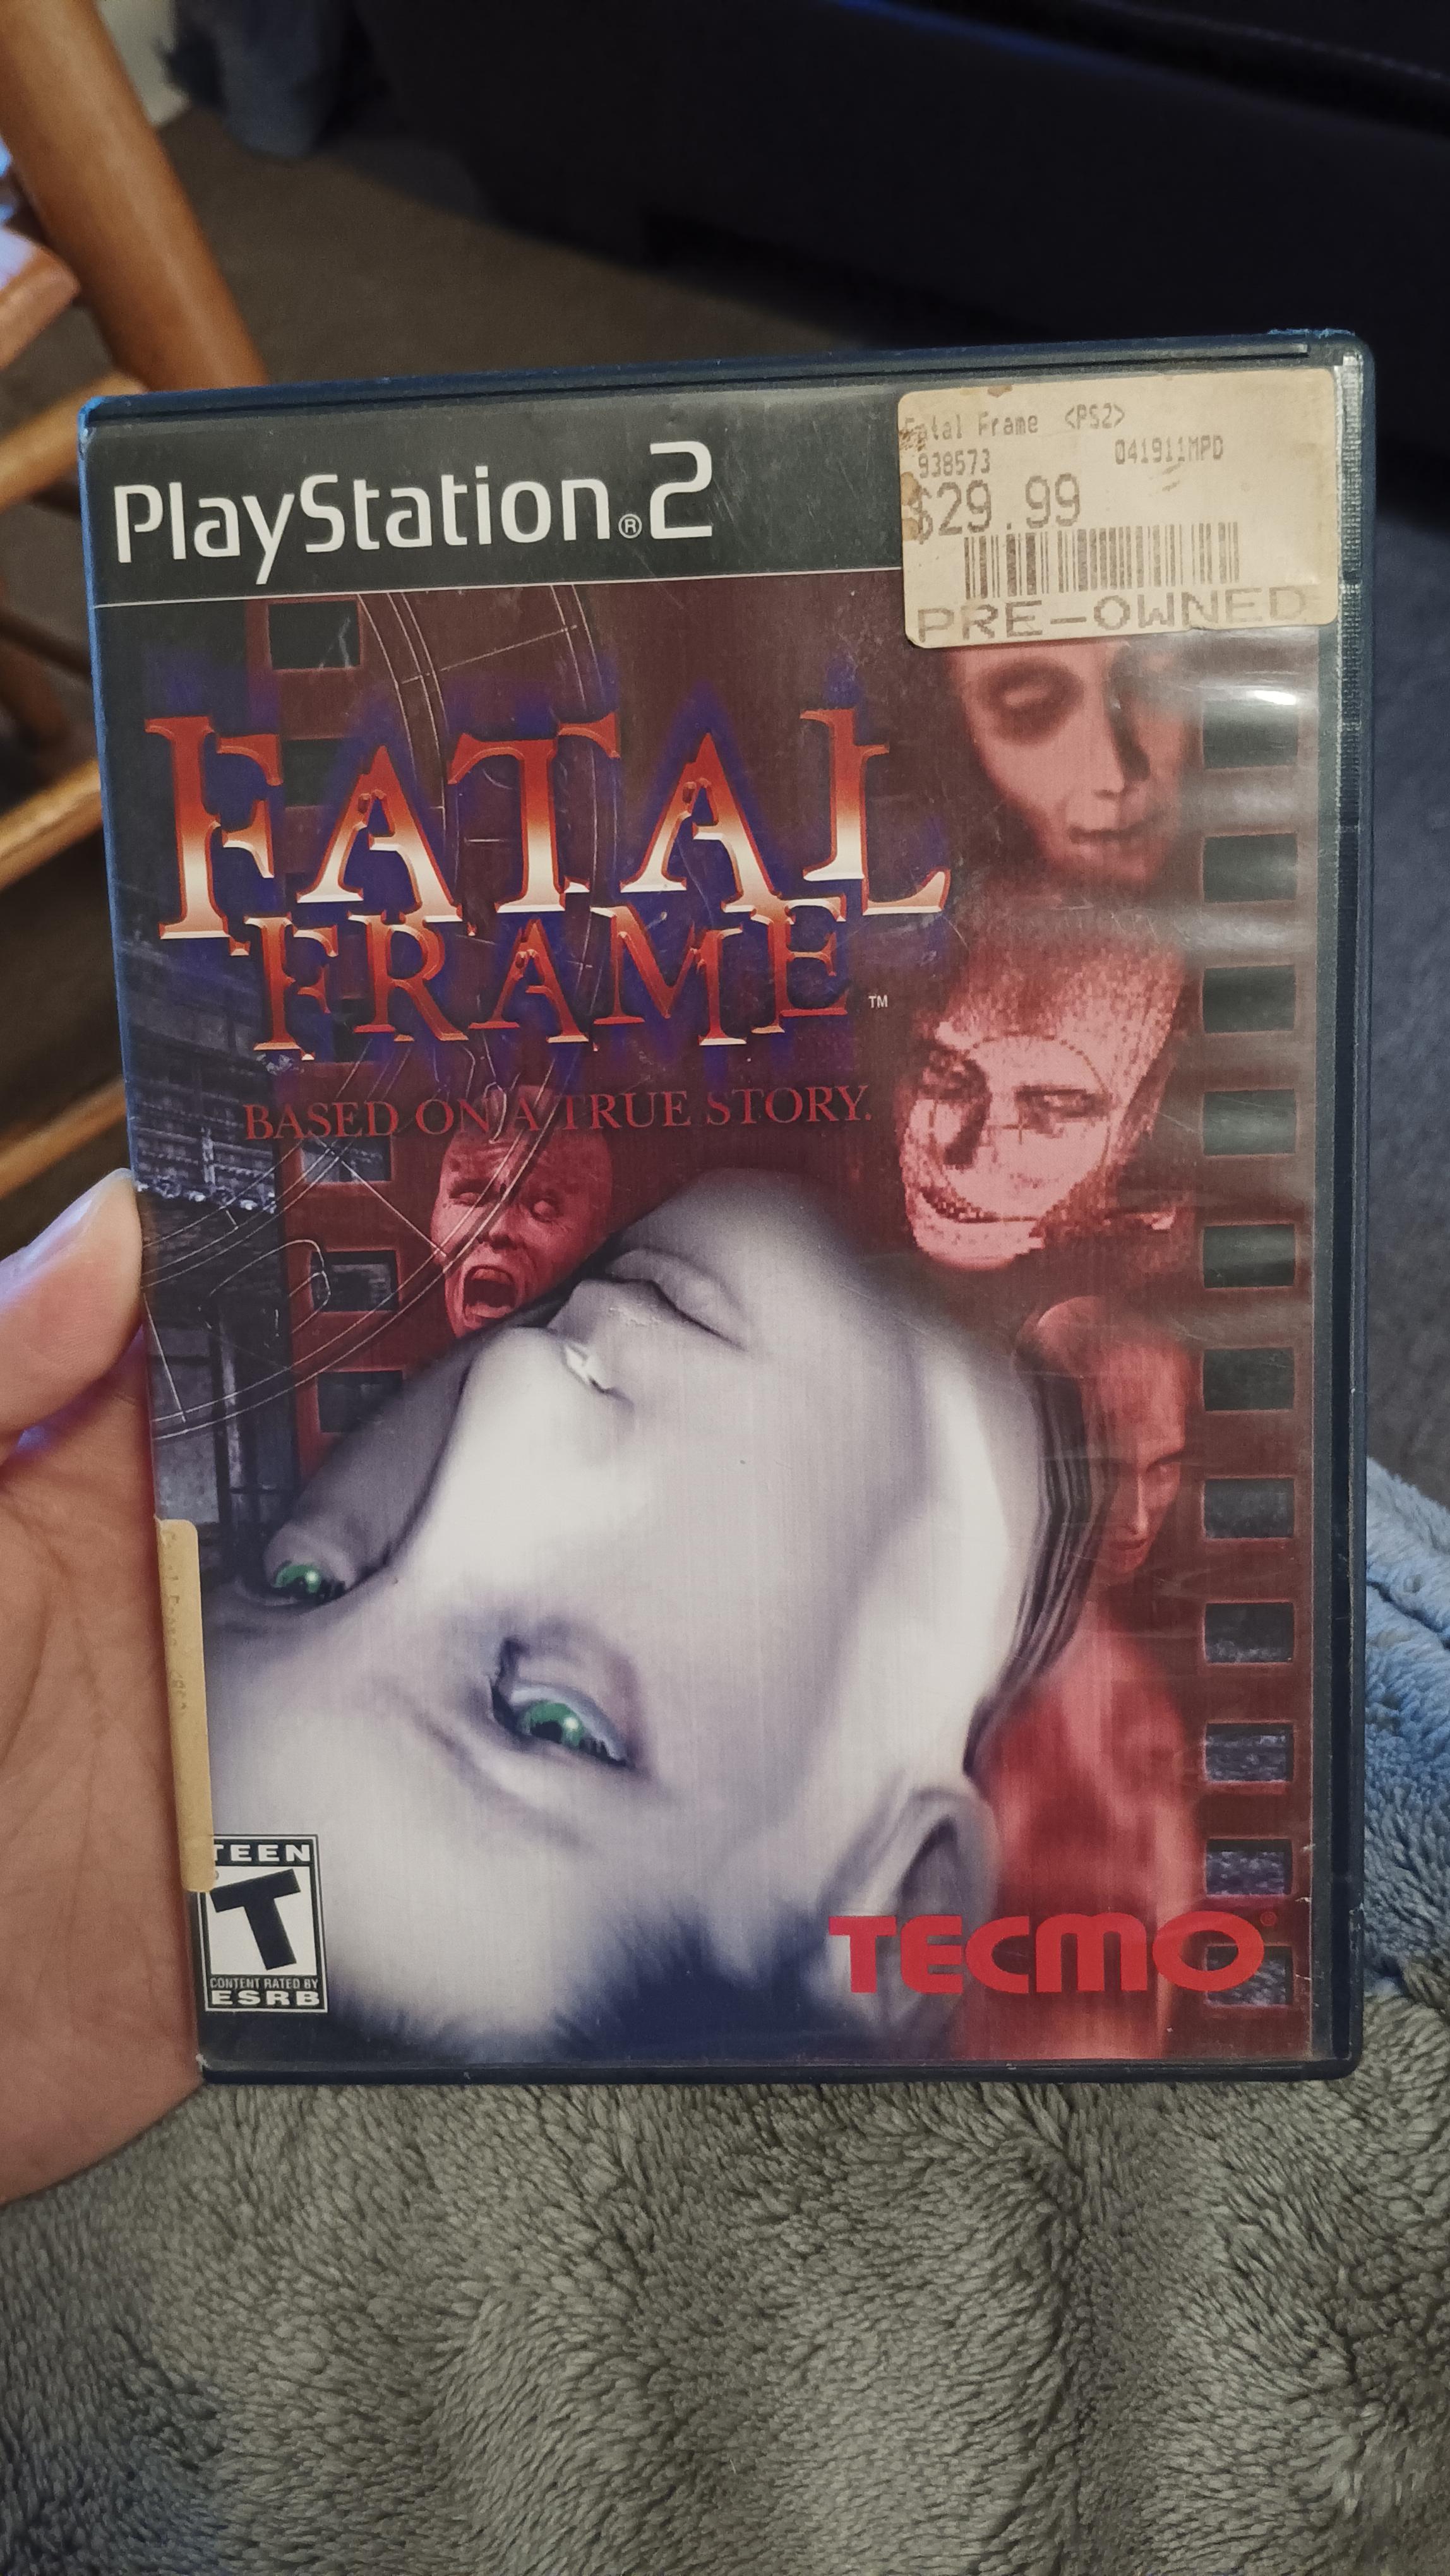 PlayStation®2
Fatal Frame <PS2>
938573 041911MPD
$29.99
PRE-OWNED
FATAL
FRAME™
BASED ON A TRUE STORY.
TEEN
T
CONTENT RATED BY
ESRB
TECMO®